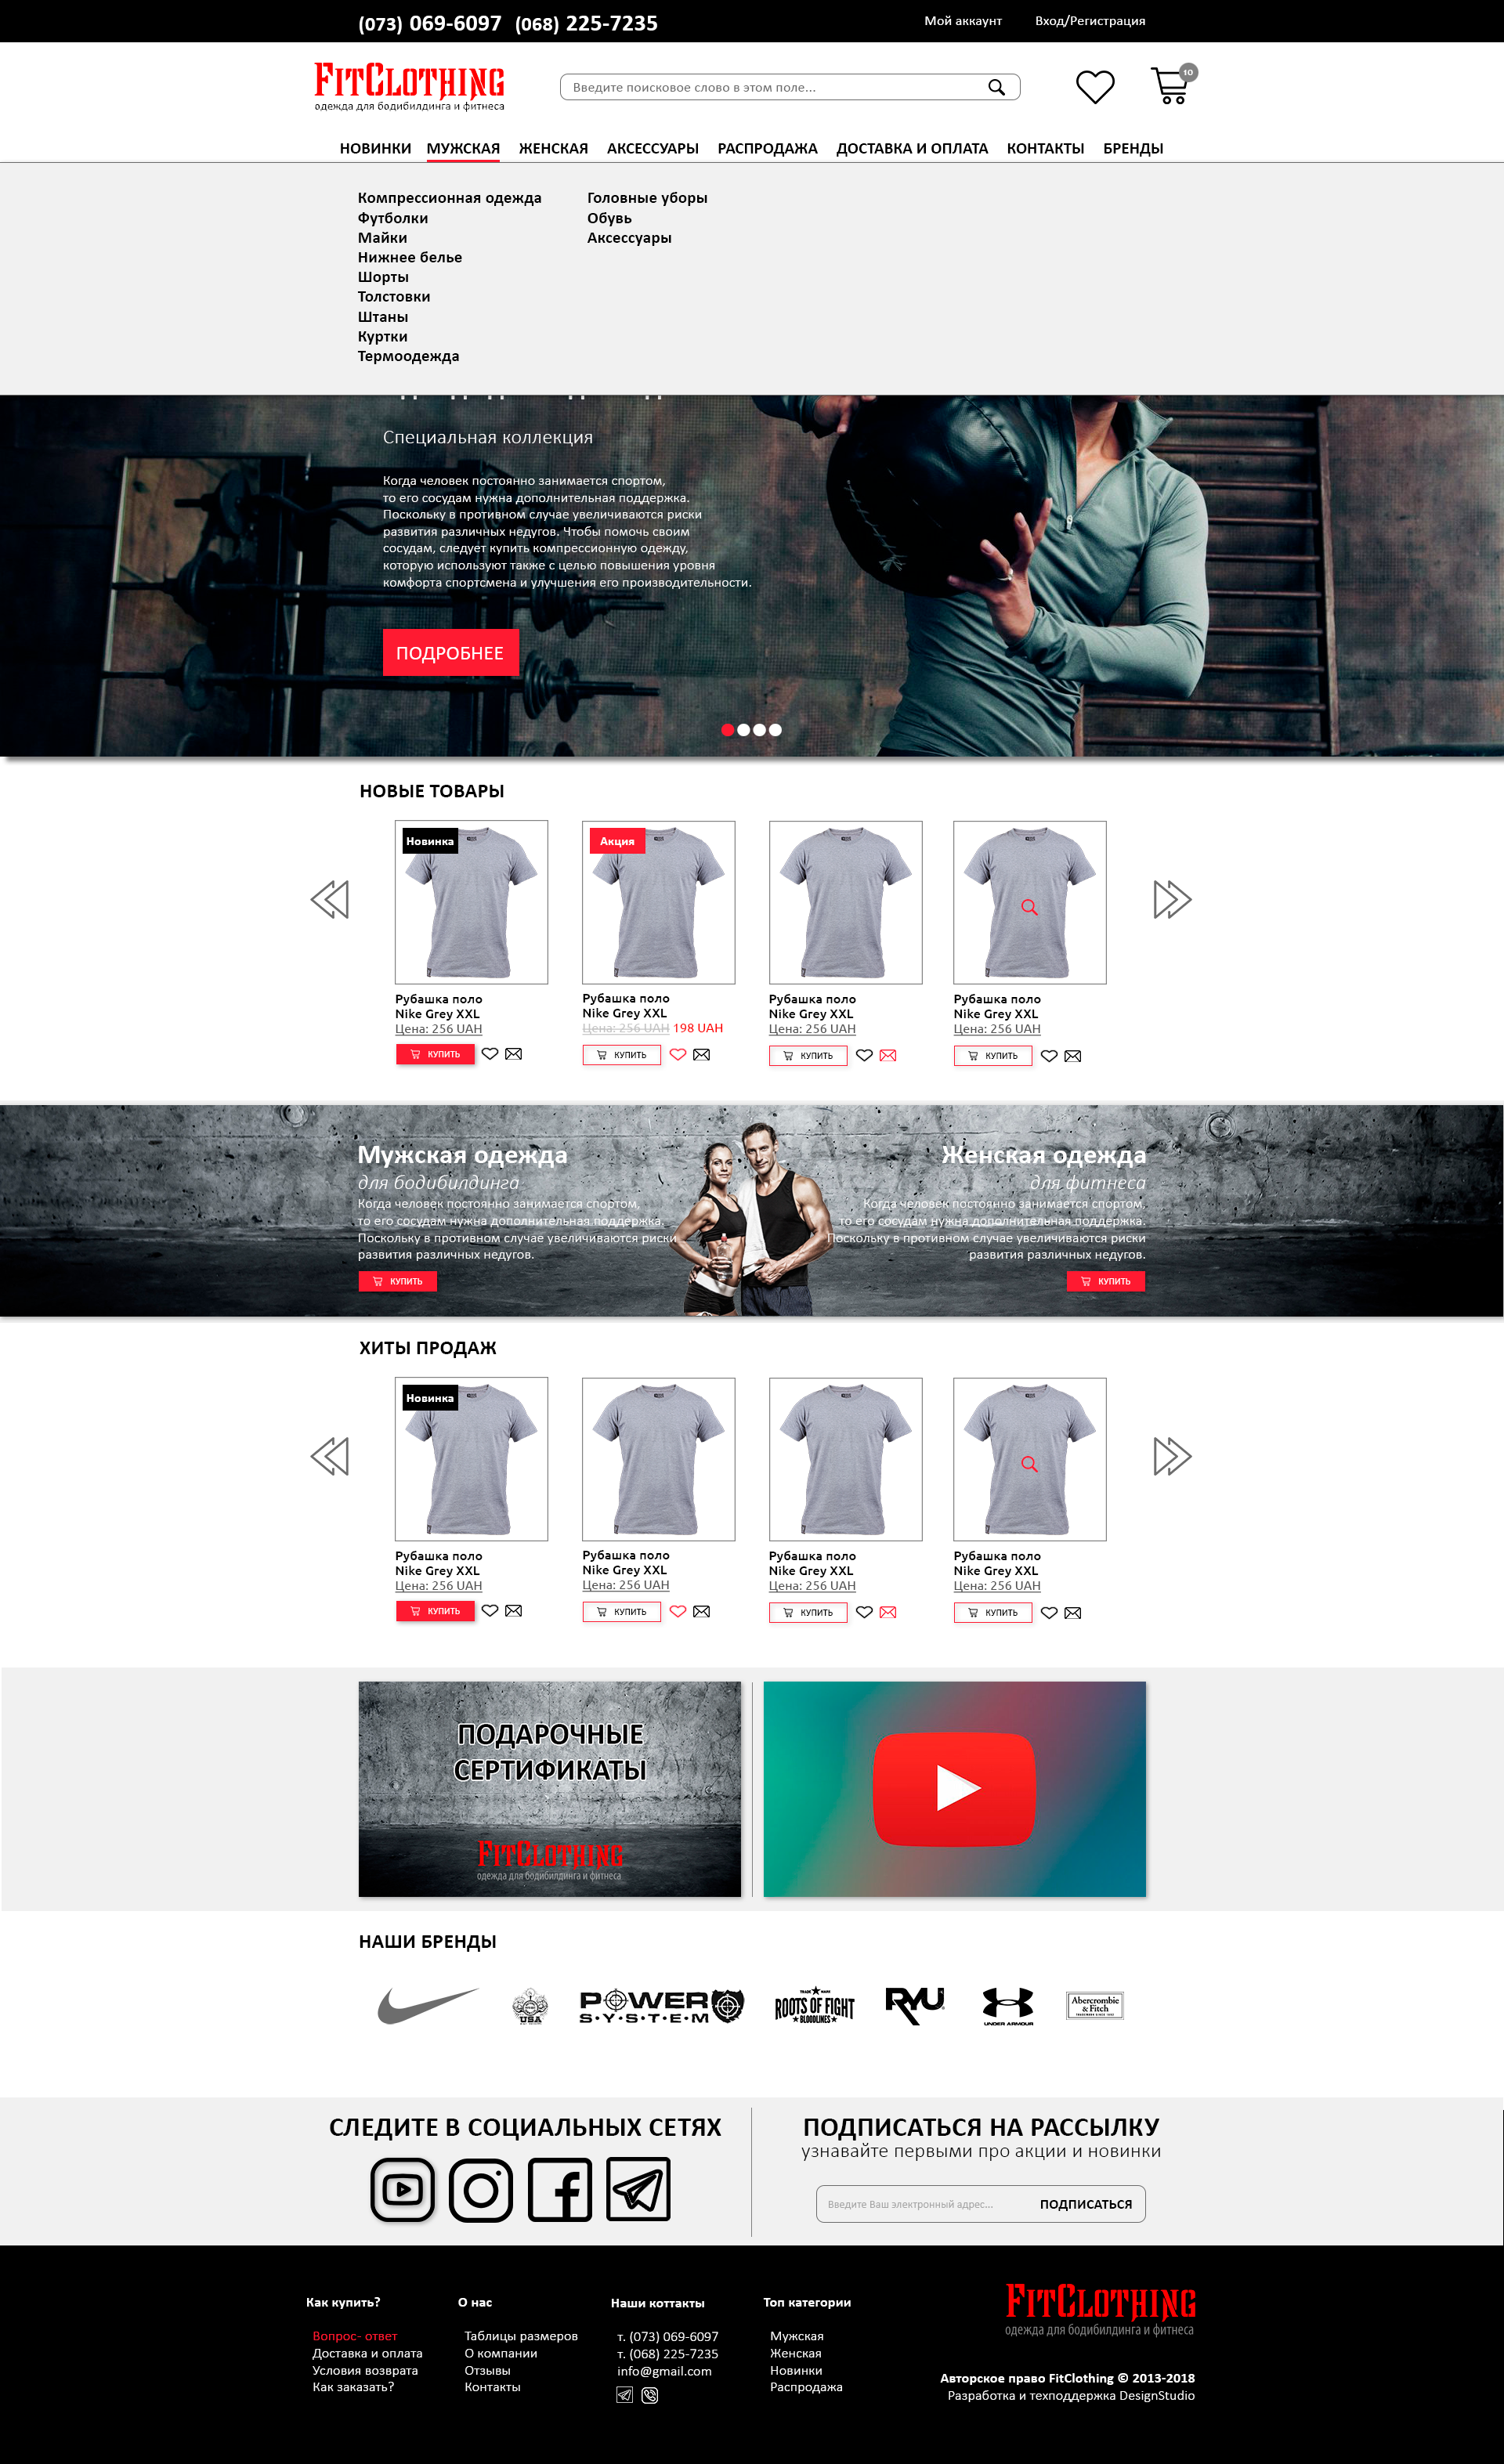 (073) 069-6097 (068) 225-7235
Мой аккаунт
Вход/Регистрация
FitClothing
одежда для бодибилдинга и фитнеса
Введите поисковое слово в этом поле...
10
НОВИНКИ МУЖСКАЯ ЖЕНСКАЯ АКСЕССУАРЫ РАСПРОДАЖА ДОСТАВКА И ОПЛАТА КОНТАКТЫ БРЕНДЫ
Компрессионная одежда
Футболки
Майки
Нижнее белье
Шорты
Толстовки
Штаны
Куртки
Термоодежда
Головные уборы
Обувь
Аксессуары
Специальная коллекция
Когда человек постоянно занимается спортом,
то его сосудам нужна дополнительная поддержка.
Поскольку в противном случае увеличиваются риски
развития различных недугов. Чтобы помочь своим
сосудам, следует купить компрессионную одежду,
которую используют также с целью повышения уровня
комфорта спортсмена и улучшения его производительности.
ПОДРОБНЕЕ
НОВЫЕ ТОВАРЫ
Новинка
Рубашка поло
Nike Grey XXL
Цена: 256 UAH
КУПИТЬ
Акция
Рубашка поло
Nike Grey XXL
Цена: 256 UAH 198 UAH
КУПИТЬ
Рубашка поло
Nike Grey XXL
Цена: 256 UAH
КУПИТЬ
Рубашка поло
Nike Grey XXL
Цена: 256 UAH
КУПИТЬ
Мужская одежда
для бодибилдинга
Когда человек постоянно занимается спортом,
то его сосудам нужна дополнительная поддержка.
Поскольку в противном случае увеличиваются риски
развития различных недугов.
КУПИТЬ
Женская одежда
для фитнеса
Когда человек постоянно занимается спортом,
то его сосудам нужна дополнительная поддержка.
Поскольку в противном случае увеличиваются риски
развития различных недугов.
КУПИТЬ
ХИТЫ ПРОДАЖ
Новинка
Рубашка поло
Nike Grey XXL
Цена: 256 UAH
КУПИТЬ
Рубашка поло
Nike Grey XXL
Цена: 256 UAH
КУПИТЬ
Рубашка поло
Nike Grey XXL
Цена: 256 UAH
КУПИТЬ
Рубашка поло
Nike Grey XXL
Цена: 256 UAH
КУПИТЬ
ПОДАРОЧНЫЕ
СЕРТИФИКАТЫ
FitClothing
одежда для бодибилдинга и фитнеса
НАШИ БРЕНДЫ
USA
POWER
S·Y·S·T·E·M
TRADE MARK
ROOTS OF FIGHT
BLOODLINES
RYU
UNDER ARMOUR
Abercrombie
& Fitch
СЛЕДИТЕ В СОЦИАЛЬНЫХ СЕТЯХ
ПОДПИСАТЬСЯ НА РАССЫЛКУ
узнавайте первыми про акции и новинки
Введите Ваш электронный адрес...
ПОДПИСАТЬСЯ
Как купить?
Вопрос- ответ
Доставка и оплата
Условия возврата
Как заказать?
О нас
Таблицы размеров
О компании
Отзывы
Контакты
Наши коттакты
т. (073) 069-6097
т. (068) 225-7235
info@gmail.com
Топ категории
Мужская
Женская
Новинки
Распродажа
FitClothing
одежда для бодибилдинга и фитнеса
Авторское право FitClothing © 2013-2018
Разработка и техподдержка DesignStudio